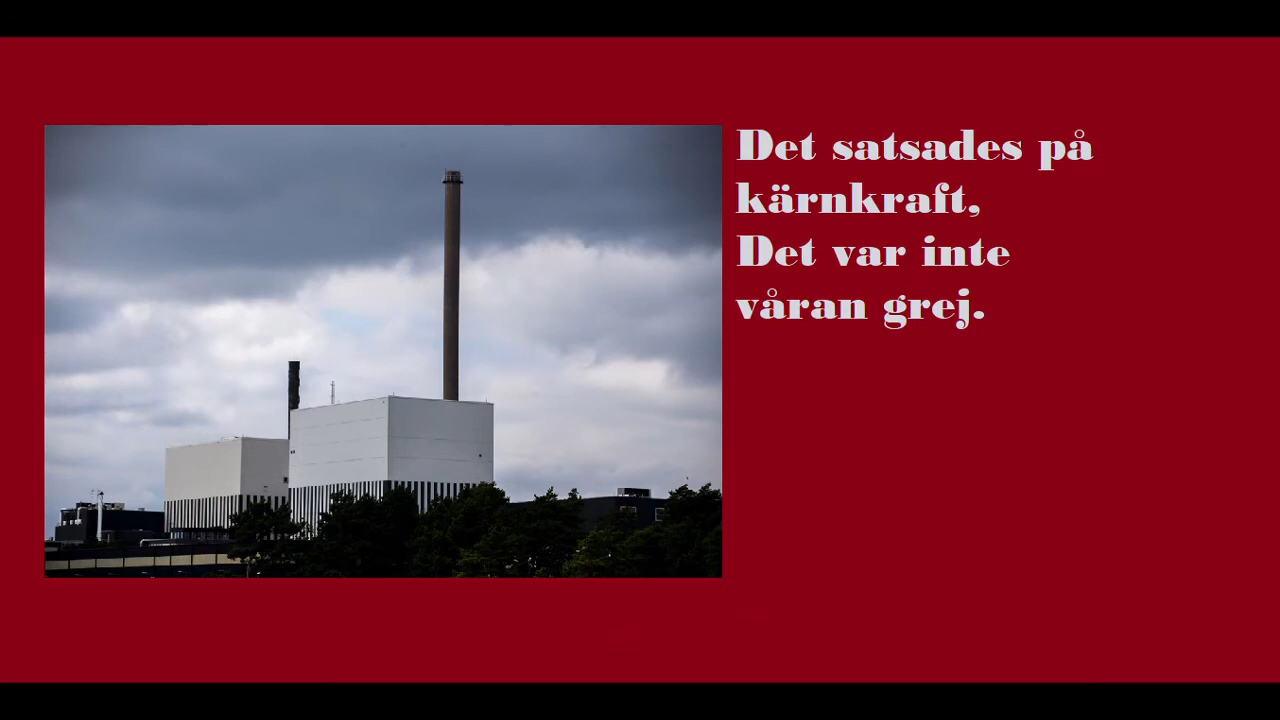 Det satsades på
kärnkraft,
Det var inte
våran grej.